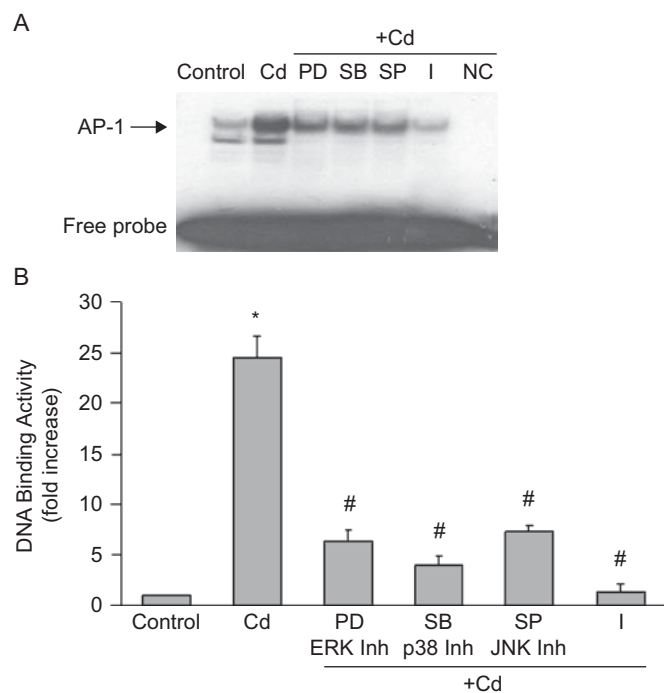 A
+Cd
Control Cd PD SB SP I NC
AP-1
Free probe
B
DNA Binding Activity
(fold increase)
30
25
20
15
10
5
0
*
#
#
#
#
Control Cd PD SB SP I
ERK Inh p38 Inh JNK Inh
+Cd